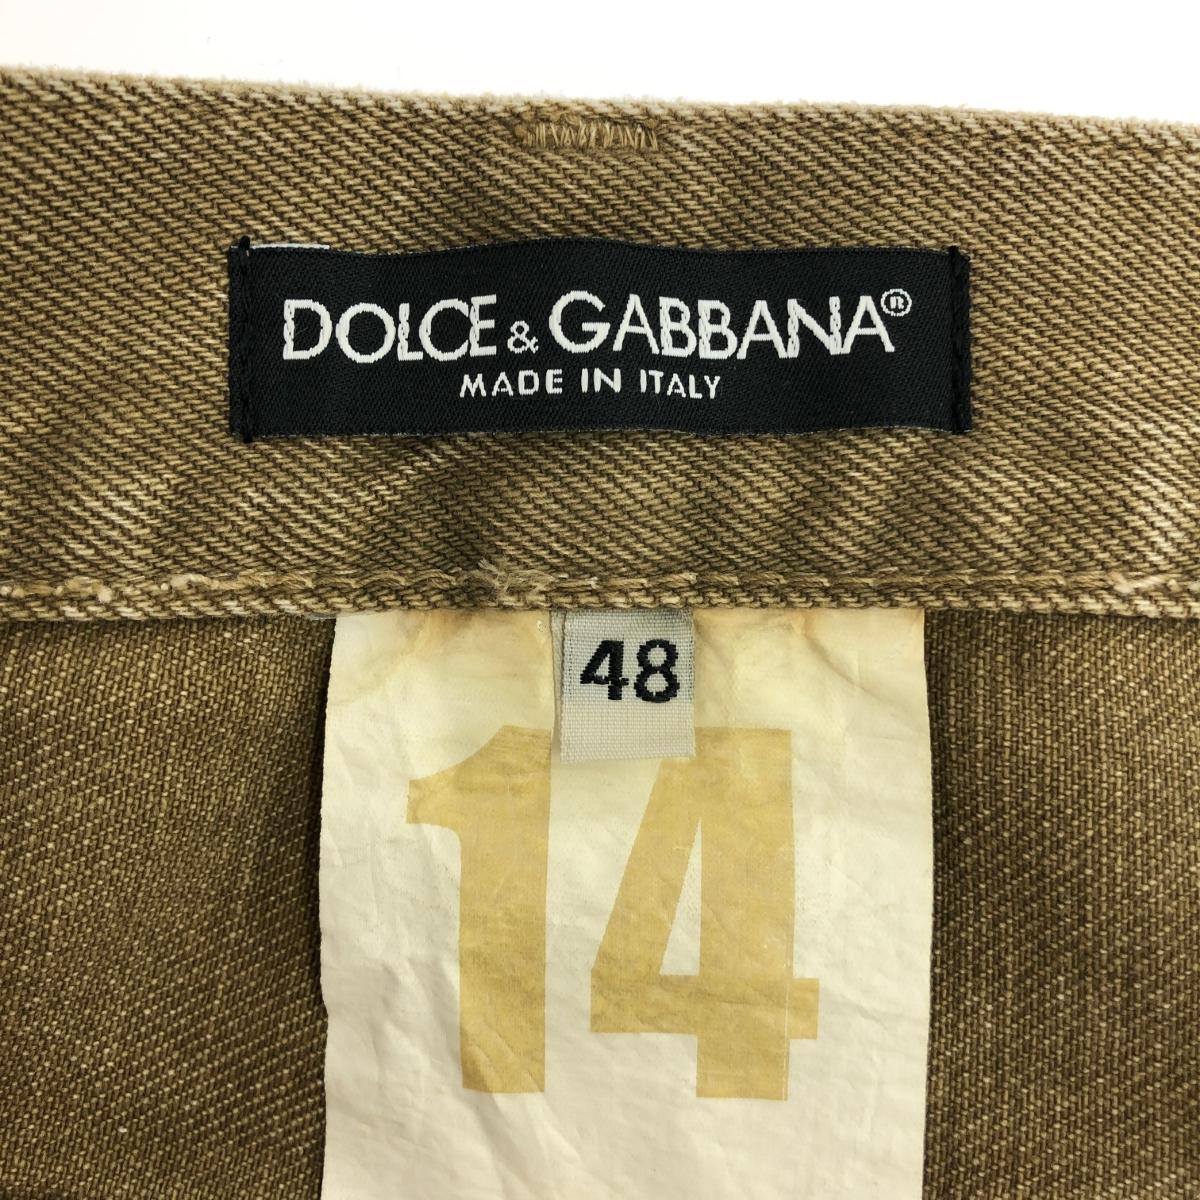 DOLCE & GABBANA®
MADE IN ITALY
48
14